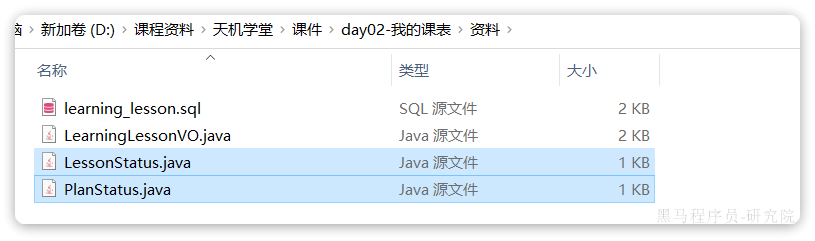 脑 › 新加卷 (D:) › 课程资料 › 天机学堂 › 课件 › day02-我的课表 › 资料 ›
名称 类型 大小
learning_lesson.sql SQL 源文件 2 KB
LearningLessonVO.java Java 源文件 2 KB
LessonStatus.java Java 源文件 1 KB
PlanStatus.java Java 源文件 1 KB
黑马程序员-研究院